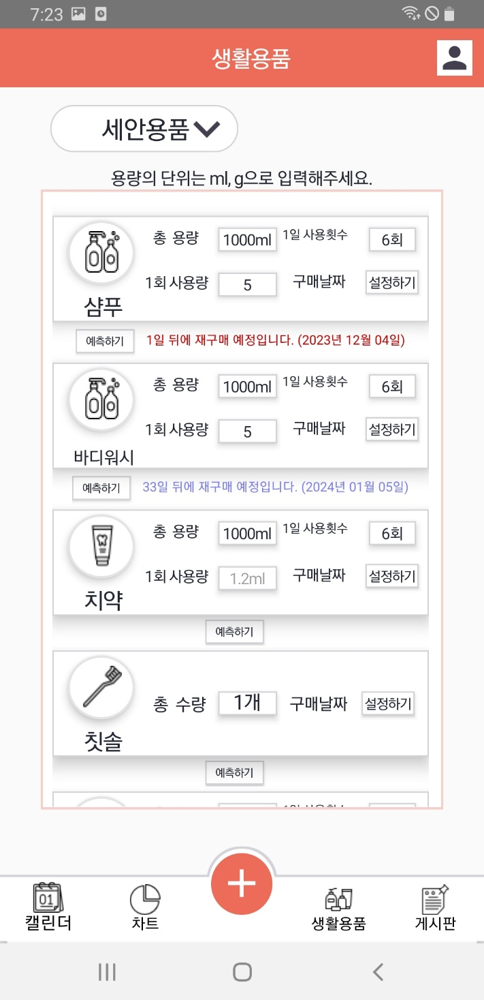 7:23
생활용품
세안용품
용량의 단위는 ml, g으로 입력해주세요.
총 용량 1000ml 1일 사용횟수 6회
1회 사용량 5 구매날짜 설정하기
샴푸
예측하기 1일 뒤에 재구매 예정입니다. (2023년 12월 04일)
총 용량 1000ml 1일 사용횟수 6회
1회 사용량 5 구매날짜 설정하기
바디워시
예측하기 33일 뒤에 재구매 예정입니다. (2024년 01월 05일)
총 용량 1000ml 1일 사용횟수 6회
1회 사용량 1.2ml 구매날짜 설정하기
치약
예측하기
총 수량 1개 구매날짜 설정하기
칫솔
예측하기
01
캘린더 차트 생활용품 게시판